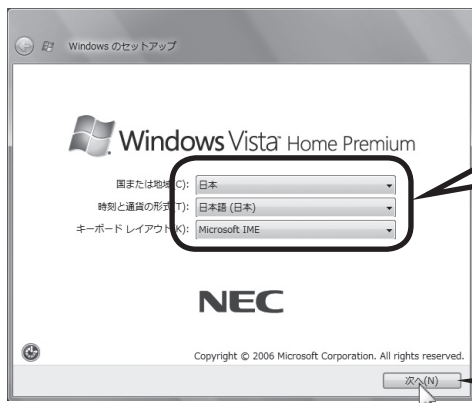 Windows のセットアップ
Windows Vista™ Home Premium
国または地域(C): 日本
時刻と通貨の形式(T): 日本語 (日本)
キーボード レイアウト(K): Microsoft IME
NEC
Copyright © 2006 Microsoft Corporation. All rights reserved.
次へ(N)